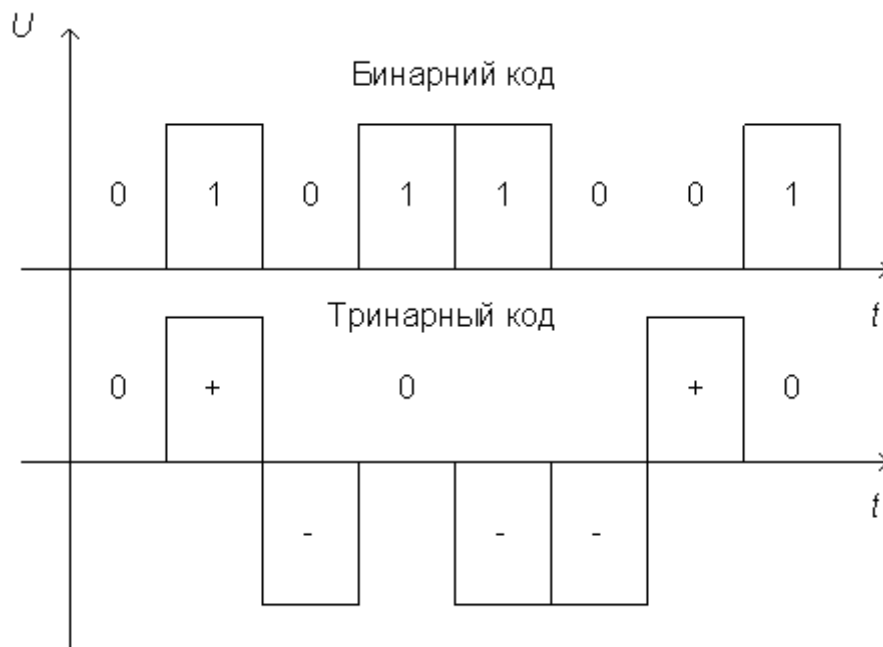 U
Бинарний код
0 1 0 1 1 0 0 1
t
Тринарный код
0 + 0 + 0
t
- - -